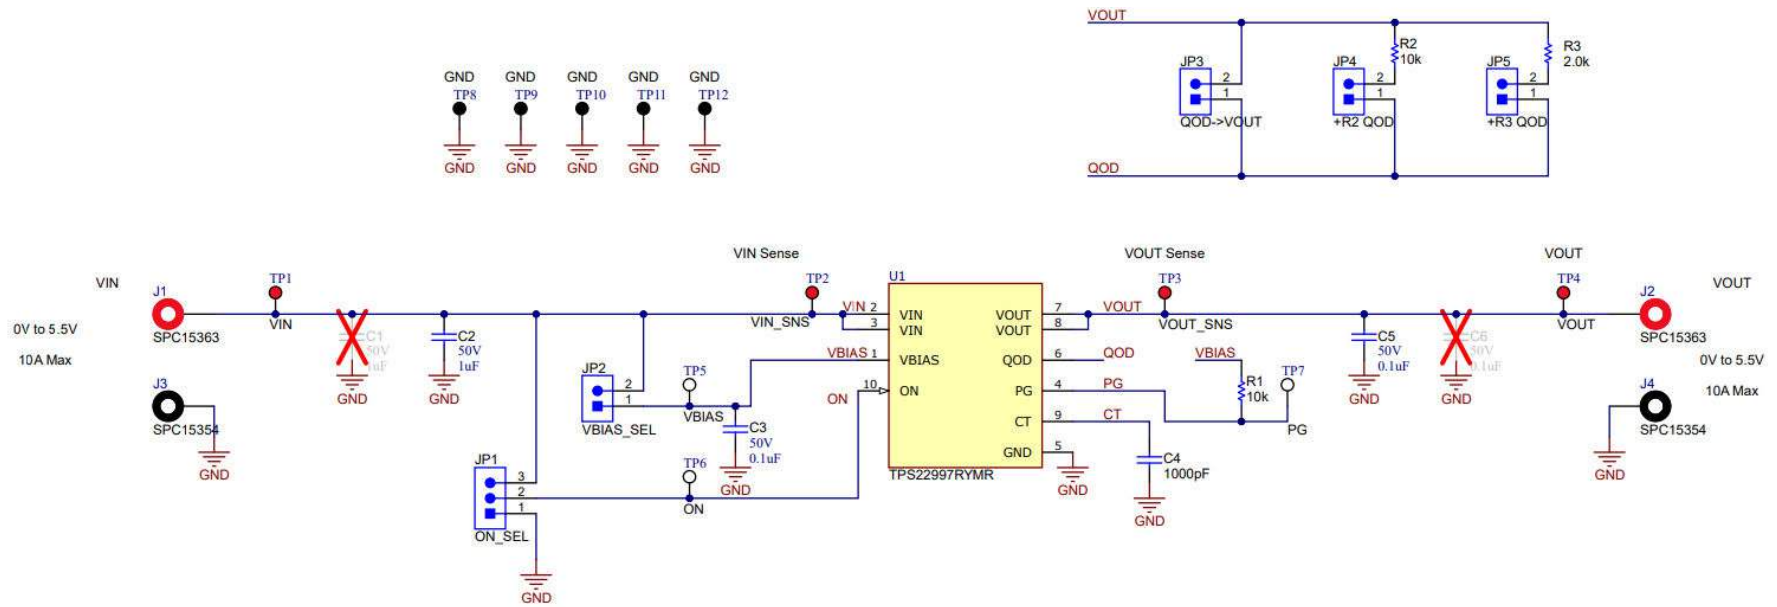 VOUT
R2
10k
R3
2.0k
JP3
2
1
QOD->VOUT
JP4
2
1
+R2 QOD
JP5
2
1
+R3 QOD
QOD
GND GND GND GND GND
TP8 TP9 TP10 TP11 TP12
GND GND GND GND GND
VIN
J1
SPC15363
0V to 5.5V
10A Max
J3
SPC15354
GND
TP1
VIN
C1
50V
1uF
GND
C2
50V
1uF
GND
JP1
3
2
1
ON_SEL
GND
JP2
2
1
VBIAS_SEL
TP5
VBIAS
C3
50V
0.1uF
GND
TP6
ON
VIN Sense
TP2
VIN_SNS
U1
VIN 2 VIN
3 VIN
VBIAS 1 VBIAS
ON 10 ON
VOUT 7 VOUT
VOUT 8
QOD 6 QOD
PG 4 PG
CT 9 CT
GND 5
TPS22997RYMR
GND
C4
1000pF
GND
VOUT Sense
TP3
VOUT_SNS
VBIAS
R1
10k
TP7
PG
C5
50V
0.1uF
GND
C6
50V
0.1uF
GND
VOUT
TP4
VOUT
VOUT
J2
SPC15363
0V to 5.5V
10A Max
J4
SPC15354
GND